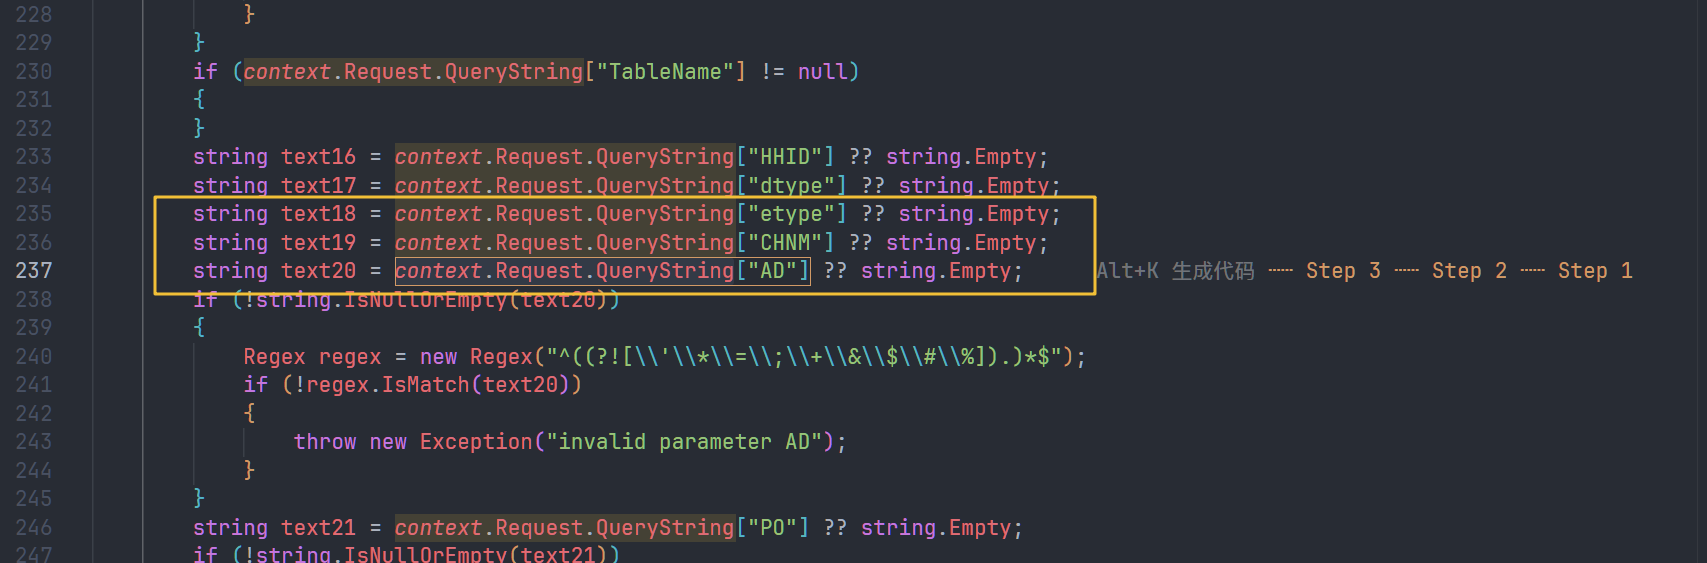 228 }
229 }
230 if (context.Request.QueryString["TableName"] != null)
231 {
232 }
233 string text16 = context.Request.QueryString["HHID"] ?? string.Empty;
234 string text17 = context.Request.QueryString["dtype"] ?? string.Empty;
235 string text18 = context.Request.QueryString["etype"] ?? string.Empty;
236 string text19 = context.Request.QueryString["CHNM"] ?? string.Empty;
237 string text20 = context.Request.QueryString["AD"] ?? string.Empty; Alt+K 生成代码 Step 3 Step 2 Step 1
238 if (!string.IsNullOrEmpty(text20))
239 {
240 Regex regex = new Regex("^((?![\\'\\*\\=\\;\\+\\&\\$\\#\\%]).)*$");
241 if (!regex.IsMatch(text20))
242 {
243 throw new Exception("invalid parameter AD");
244 }
245 }
246 string text21 = context.Request.QueryString["PO"] ?? string.Empty;
247 if (!string.IsNullOrEmpty(text21))